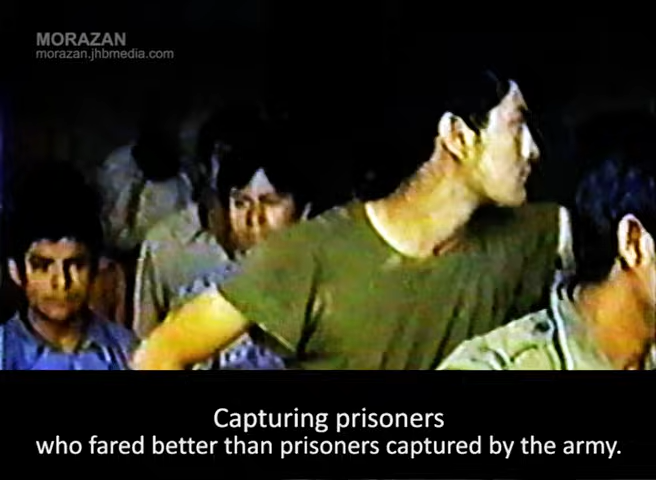 MORAZAN
morazan.jhbmedia.com
Capturing prisoners
who fared better than prisoners captured by the army.